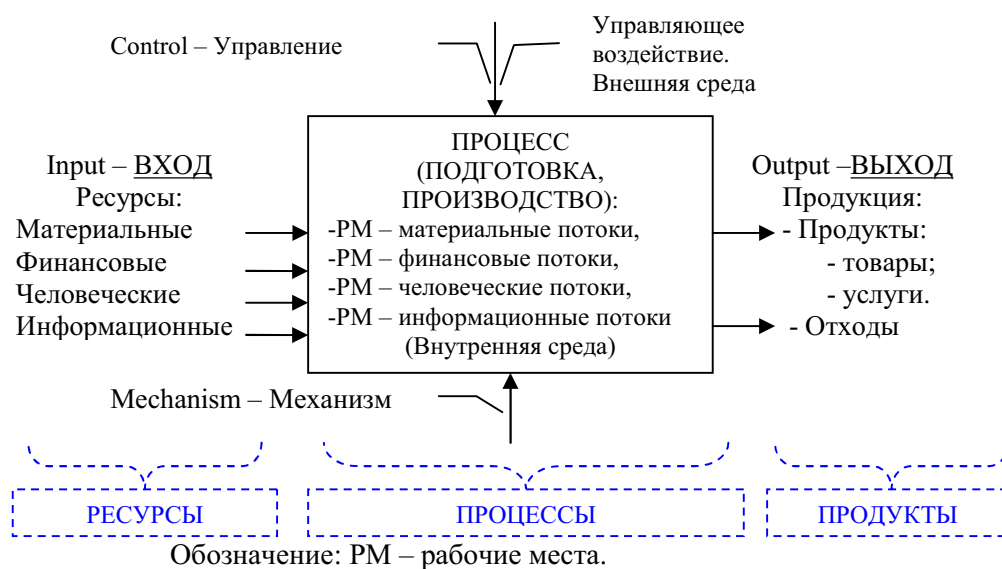 Control – Управление
Управляющее
воздействие.
Внешняя среда
Input – ВХОД
Ресурсы:
Материальные
Финансовые
Человеческие
Информационные
ПРОЦЕСС
(ПОДГОТОВКА,
ПРОИЗВОДСТВО):
-РМ – материальные потоки,
-РМ – финансовые потоки,
-РМ – человеческие потоки,
-РМ – информационные потоки
(Внутренняя среда)
Output –ВЫХОД
Продукция:
- Продукты:
- товары;
- услуги.
- Отходы
Mechanism – Механизм
РЕСУРСЫ
ПРОЦЕССЫ
ПРОДУКТЫ
Обозначение: РМ – рабочие места.